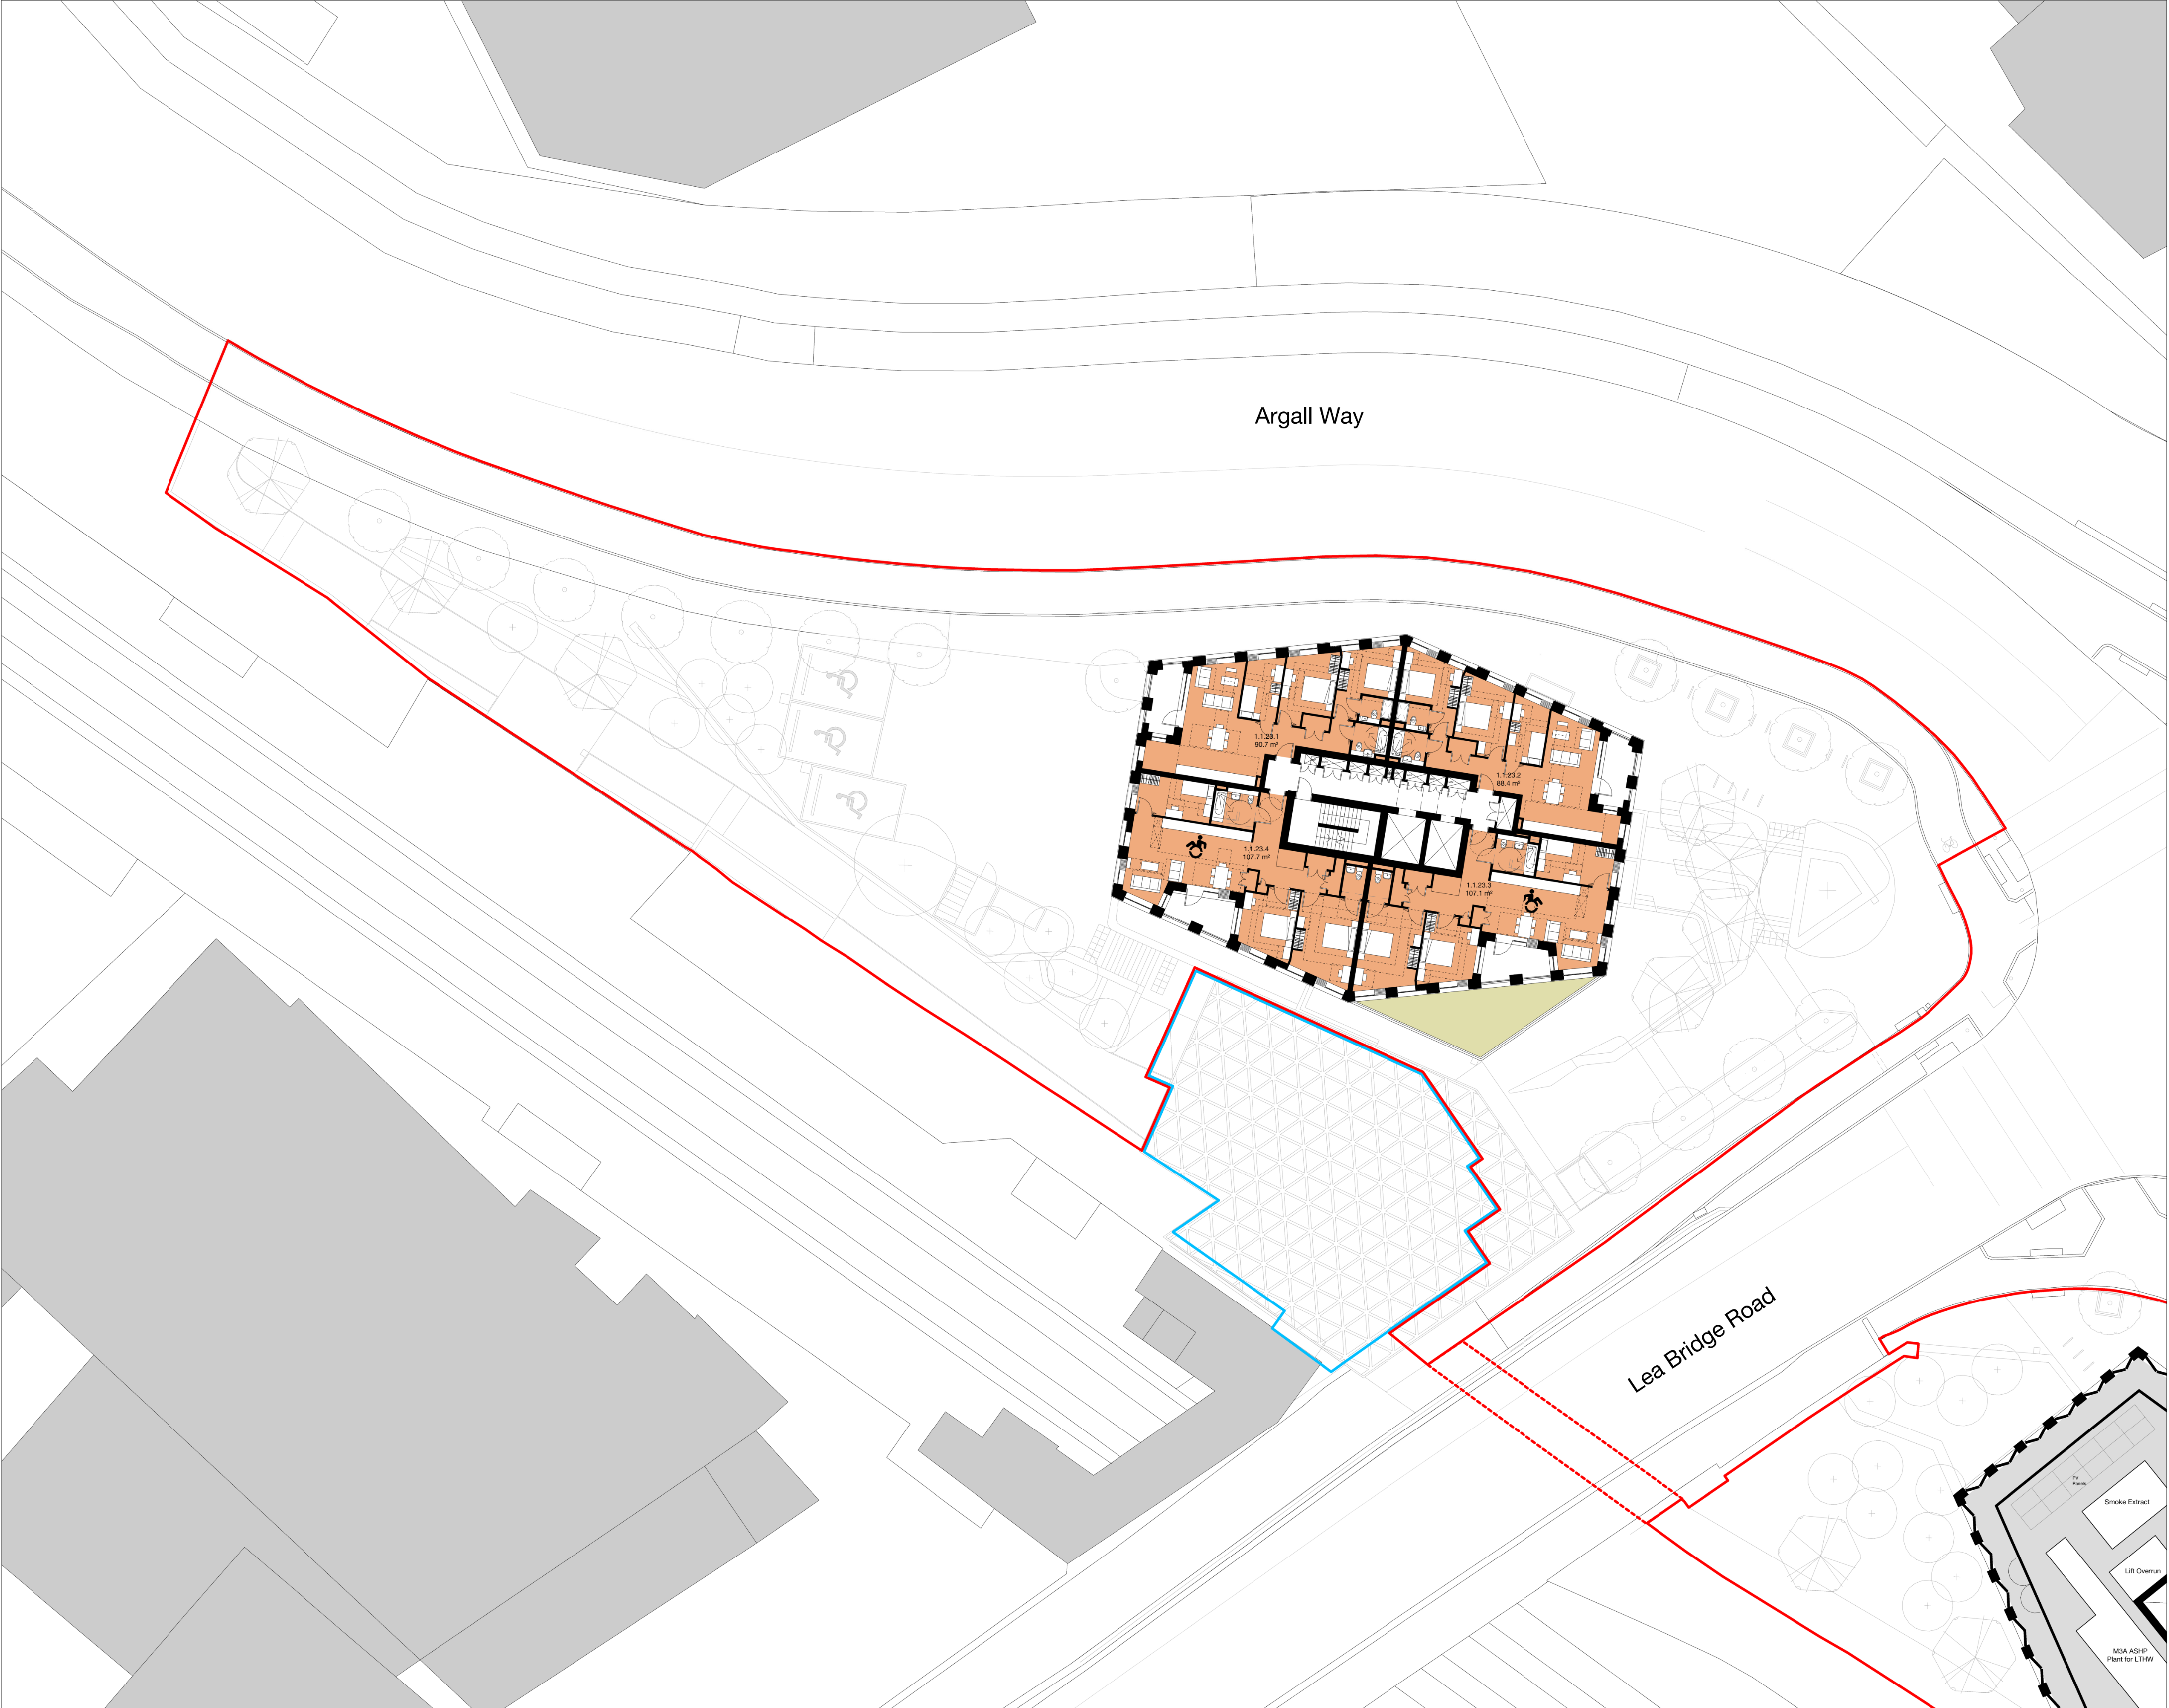 Argall Way
1.1.23.1
90.7 m²
1.1.23.2
88.4 m²
1.1.23.4
107.7 m²
1.1.23.3
107.1 m²
Lea Bridge Road
PV
Panels
Smoke Extract
Lift Overrun
M3A ASHP
Plant for LTHW